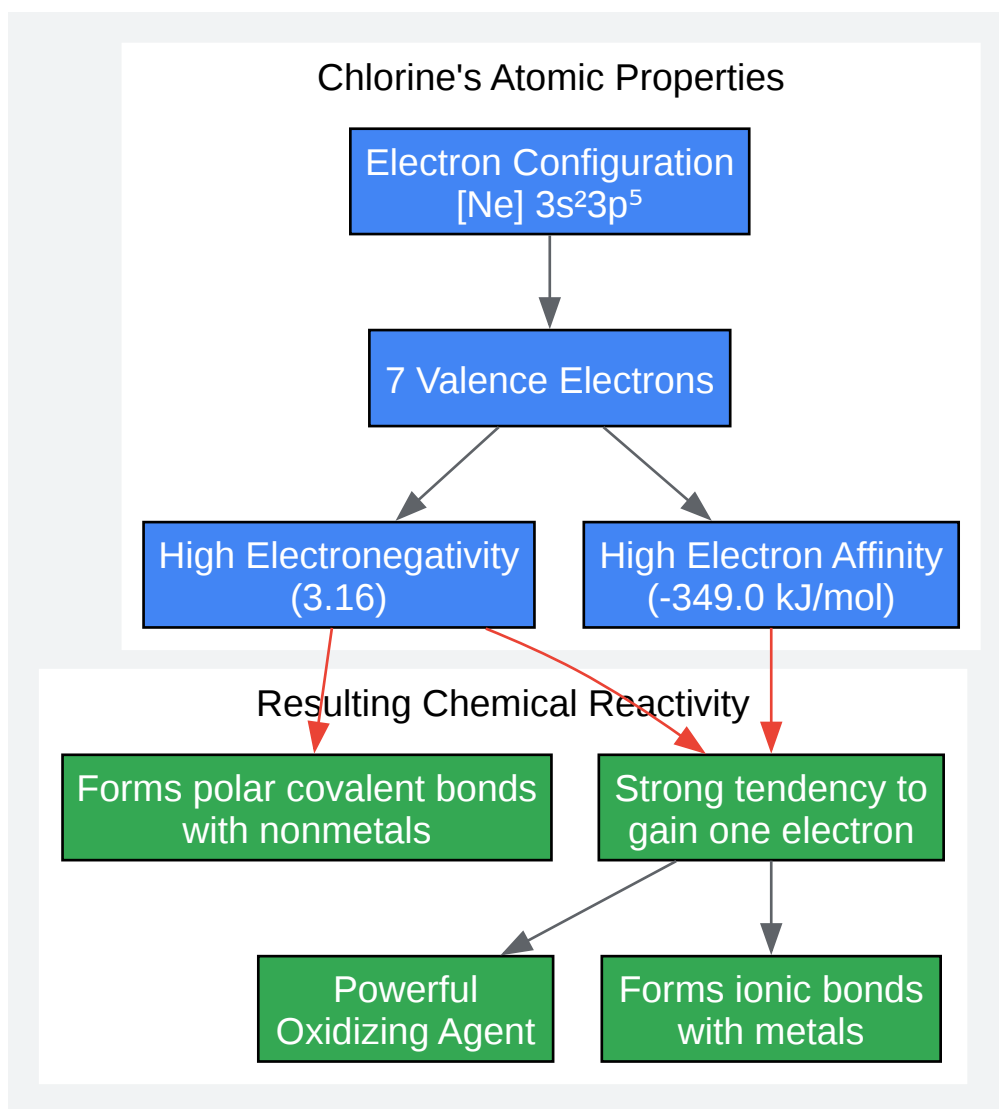 Chlorine's Atomic Properties
Electron Configuration
[Ne] 3s²3p⁵
7 Valence Electrons
High Electronegativity
(3.16)
High Electron Affinity
(-349.0 kJ/mol)
Resulting Chemical Reactivity
Forms polar covalent bonds
with nonmetals
Strong tendency to
gain one electron
Powerful
Oxidizing Agent
Forms ionic bonds
with metals